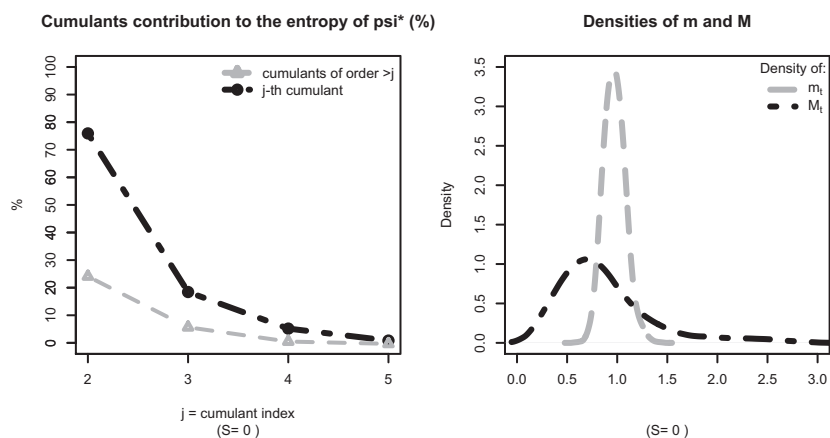 Cumulants contribution to the entropy of psi* (%)
cumulants of order >j
j-th cumulant
%
100
90
80
70
60
50
40
30
20
10
0
2 3 4 5
j = cumulant index
(S= 0 )
Densities of m and M
Density of:
mt
Mt
Density
3.5
3.0
2.5
2.0
1.5
1.0
0.5
0.0
0.0 0.5 1.0 1.5 2.0 2.5 3.0
(S= 0 )